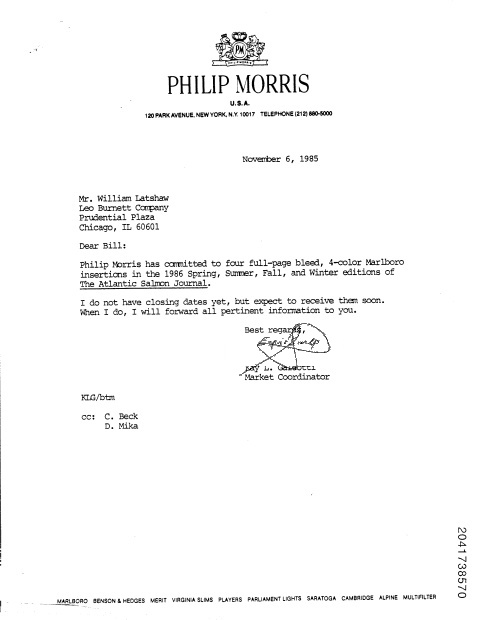 PM
PHILIP MORRIS
U.S.A.
120 PARK AVENUE, NEW YORK, N.Y. 10017 TELEPHONE (212) 880-5000
November 6, 1985
Mr. William Latshaw
Leo Burnett Company
Prudential Plaza
Chicago, IL 60601
Dear Bill:
Philip Morris has committed to four full-page bleed, 4-color Marlboro
insertions in the 1986 Spring, Summer, Fall, and Winter editions of
The Atlantic Salmon Journal.
I do not have closing dates yet, but expect to receive them soon.
When I do, I will forward all pertinent information to you.
Best regards,
L.
Market Coordinator
KLG/btm
cc: C. Beck
D. Mika
2041738570
MARLBORO BENSON & HEDGES MERIT VIRGINIA SLIMS PLAYERS PARLIAMENT LIGHTS SARATOGA CAMBRIDGE ALPINE MULTIFILTER